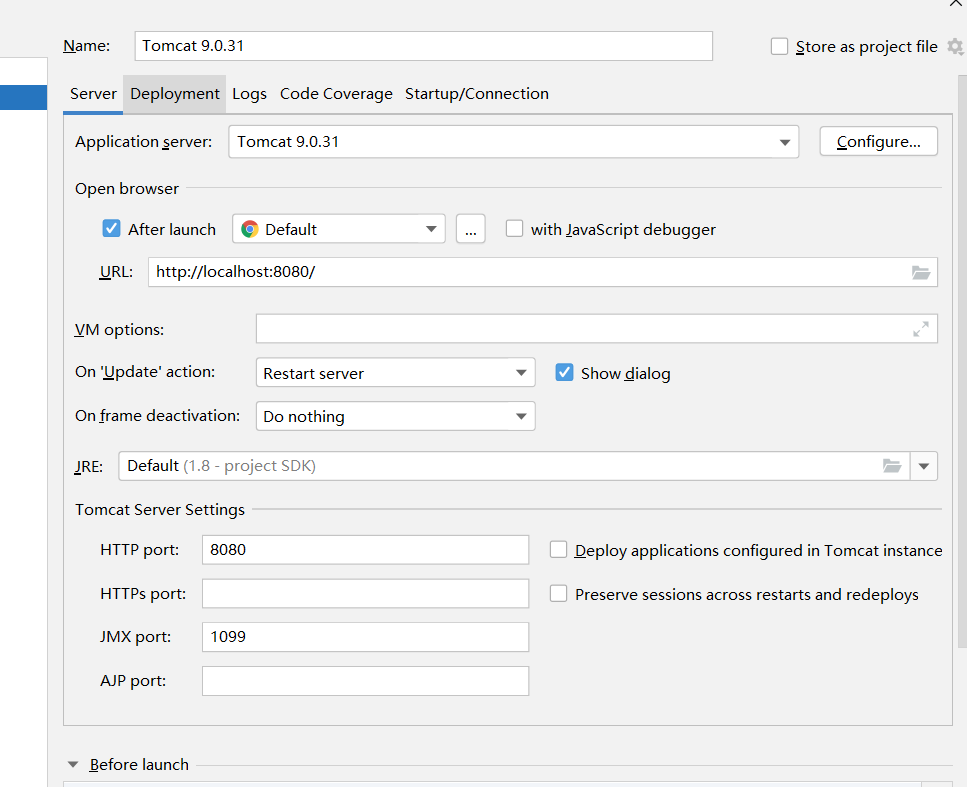 Name: Tomcat 9.0.31 Store as project file
Server Deployment Logs Code Coverage Startup/Connection
Application server: Tomcat 9.0.31 Configure...
Open browser
After launch Default ... with JavaScript debugger
URL: http://localhost:8080/
VM options:
On 'Update' action: Restart server Show dialog
On frame deactivation: Do nothing
JRE: Default (1.8 - project SDK)
Tomcat Server Settings
HTTP port: 8080 Deploy applications configured in Tomcat instance
HTTPs port: Preserve sessions across restarts and redeploys
JMX port: 1099
AJP port:
Before launch